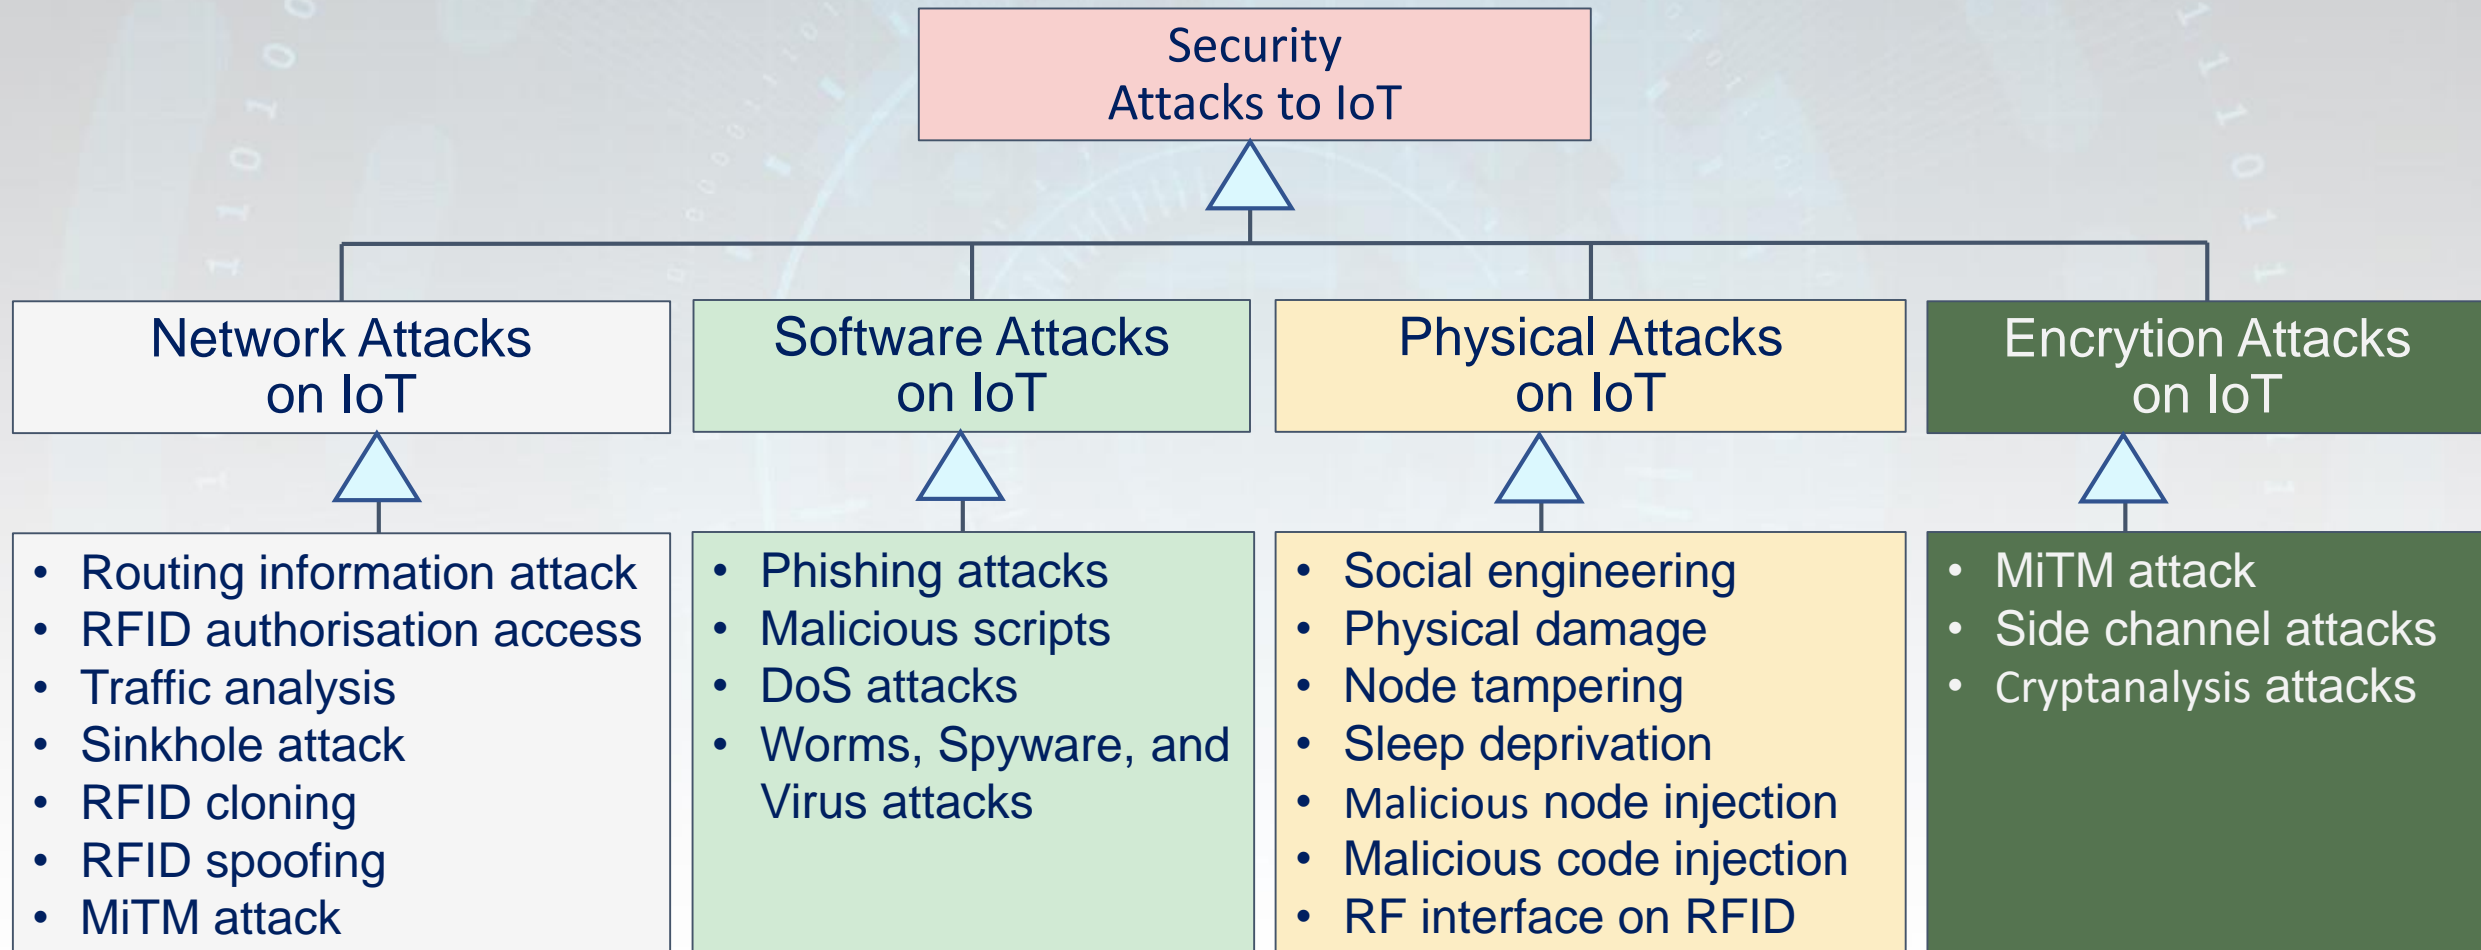 Security
Attacks to IoT
Network Attacks
on IoT
Software Attacks
on IoT
Physical Attacks
on IoT
Encrytion Attacks
on IoT
• Routing information attack
• RFID authorisation access
• Traffic analysis
• Sinkhole attack
• RFID cloning
• RFID spoofing
• MiTM attack
• Phishing attacks
• Malicious scripts
• DoS attacks
• Worms, Spyware, and
Virus attacks
• Social engineering
• Physical damage
• Node tampering
• Sleep deprivation
• Malicious node injection
• Malicious code injection
• RF interface on RFID
• MiTM attack
• Side channel attacks
• Cryptanalysis attacks